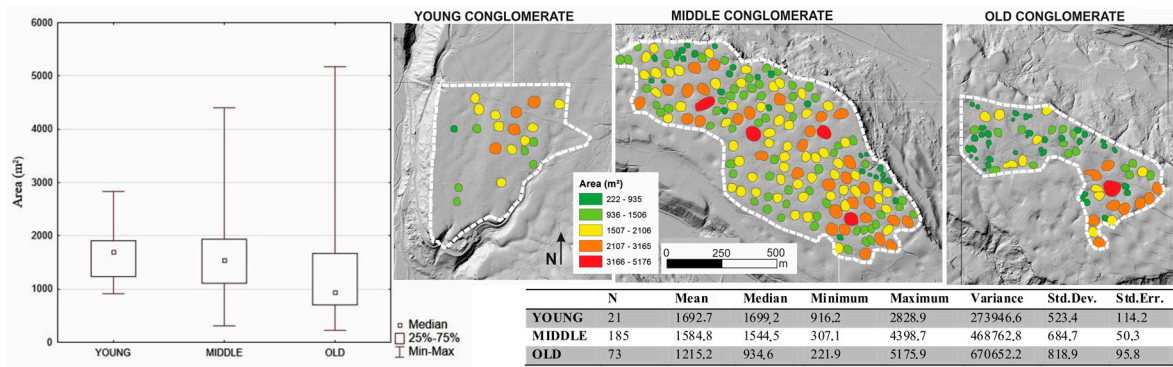 6000
5000
4000
3000
2000
1000
0
Area (m²)
YOUNG
MIDDLE
OLD
Median
25%-75%
Min-Max
YOUNG CONGLOMERATE
MIDDLE CONGLOMERATE
OLD CONGLOMERATE
N
Area (m²)
222 - 935
936 - 1506
1507 - 2106
2107 - 3165
3166 - 5176
0 250 500
m
N Mean Median Minimum Maximum Variance Std.Dev. Std.Err.
YOUNG 21 1692.7 1699,2 916,2 2828,9 273946,6 523,4 114,2
MIDDLE 185 1584,8 1544,5 307,1 4398,7 468762,8 684,7 50,3
OLD 73 1215,2 934,6 221,9 5175,9 670652,2 818,9 95,8